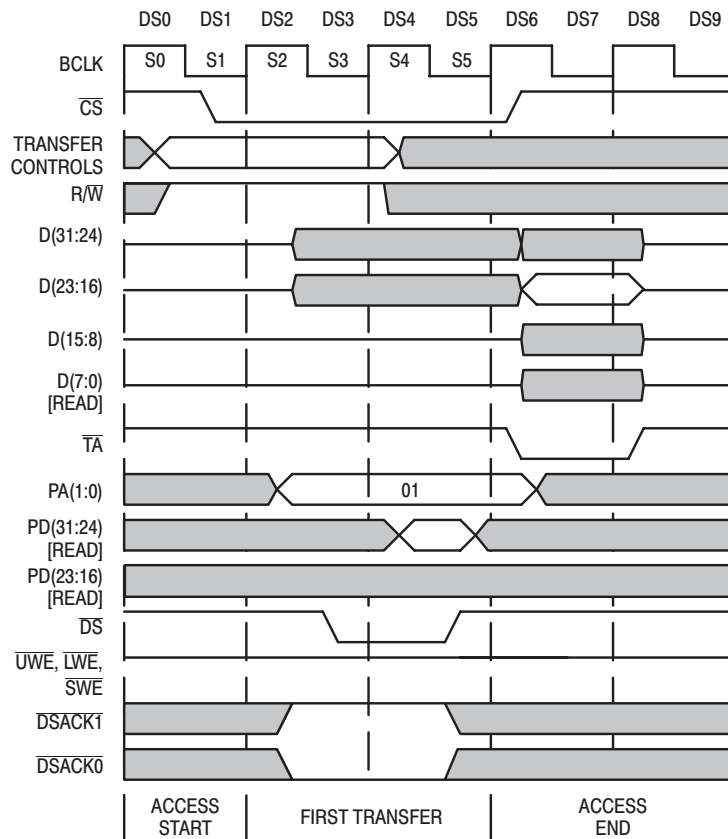 DS0 DS1 DS2 DS3 DS4 DS5 DS6 DS7 DS8 DS9
BCLK S0 S1 S2 S3 S4 S5
CS
TRANSFER
CONTROLS
R/W
D(31:24)
D(23:16)
D(15:8)
D(7:0)
[READ]
TA
PA(1:0) 01
PD(31:24)
[READ]
PD(23:16)
[READ]
DS
UWE, LWE,
SWE
DSACK1
DSACK0
ACCESS
START
FIRST TRANSFER
ACCESS
END